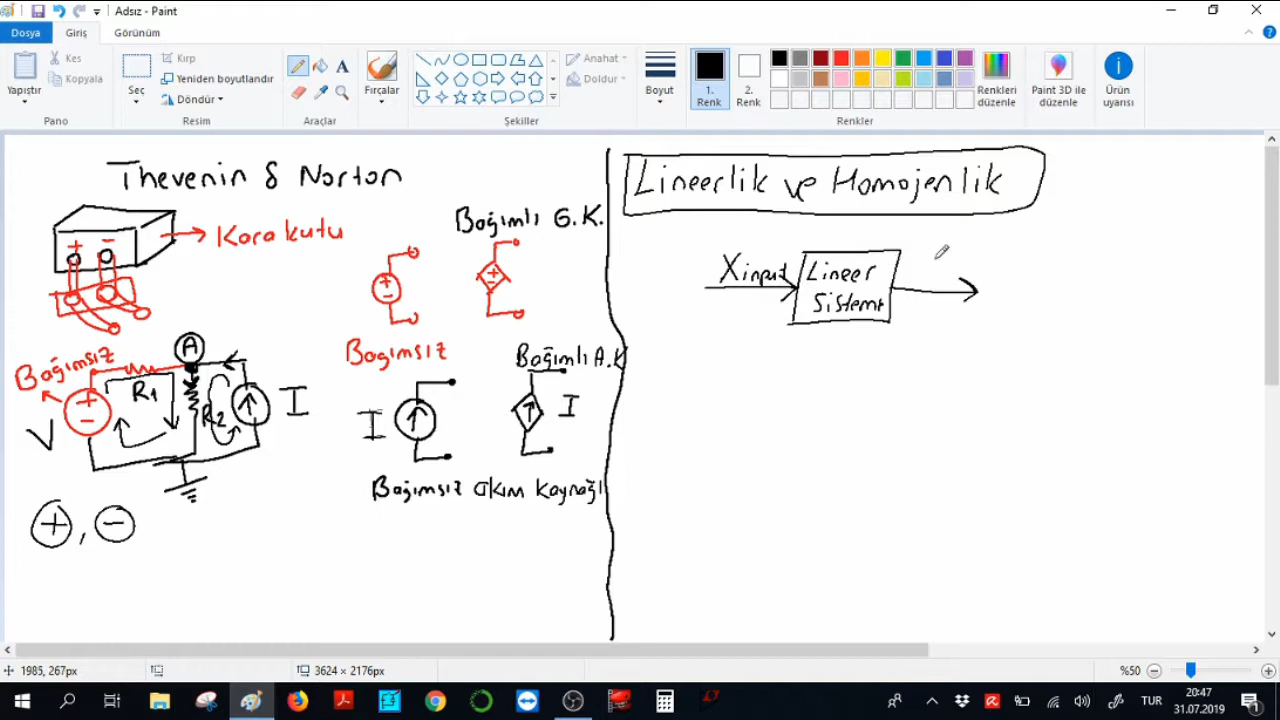 Adsız - Paint
Dosya
Giriş
Görünüm
Yapıştır
Kes
Kopyala
Pano
Seç
Kırp
Yeniden boyutlandır
Döndür
Resim
A
Araçlar
Fırçalar
Anahat
Doldur
Şekiller
Boyut
1.
Renk
2.
Renk
Renkler
Renkleri
düzenle
Paint 3D ile
düzenle
Ürün
uyarısı
Thevenin & Norton
+ -
Kara kutu
Bağımlı G.K.
+
-
+
-
Bağımsız
Bağımsız
A
R1
R2
I
V
+
-
Bağımlı A.K
I
I
Bağımsız akım kaynağı
+ , -
Lineerlik ve Homojenlik
Xinput
Lineer
Sistem
1985, 267px
3624 × 2176px
%50
TUR
20:47
31.07.2019
1